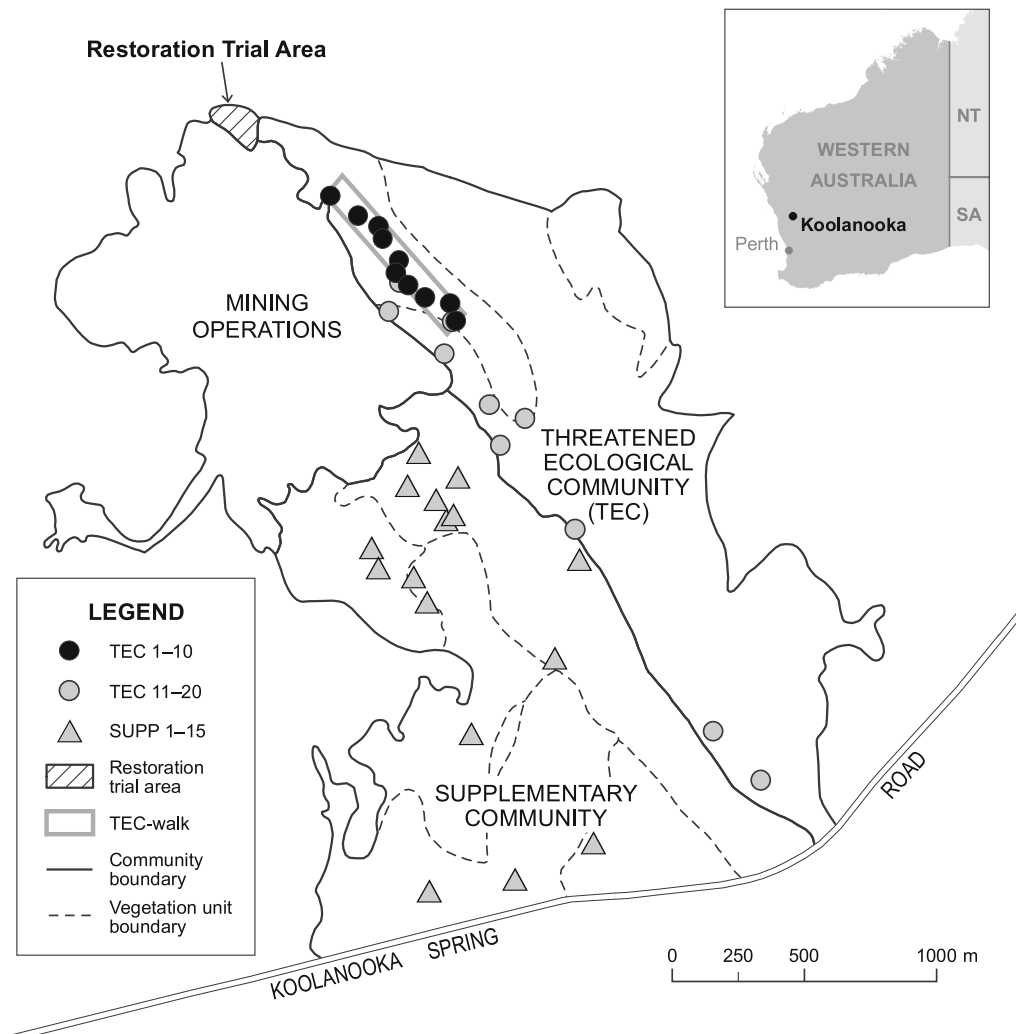 Restoration Trial Area
NT
WESTERN
AUSTRALIA
SA
Koolanooka
Perth
MINING
OPERATIONS
THREATENED
ECOLOGICAL
COMMUNITY
(TEC)
LEGEND
TEC 1–10
TEC 11–20
SUPP 1–15
Restoration
trial area
TEC-walk
Community
boundary
Vegetation unit
boundary
SUPPLEMENTARY
COMMUNITY
KOOLANOOKA SPRING ROAD
0 250 500 1000 m